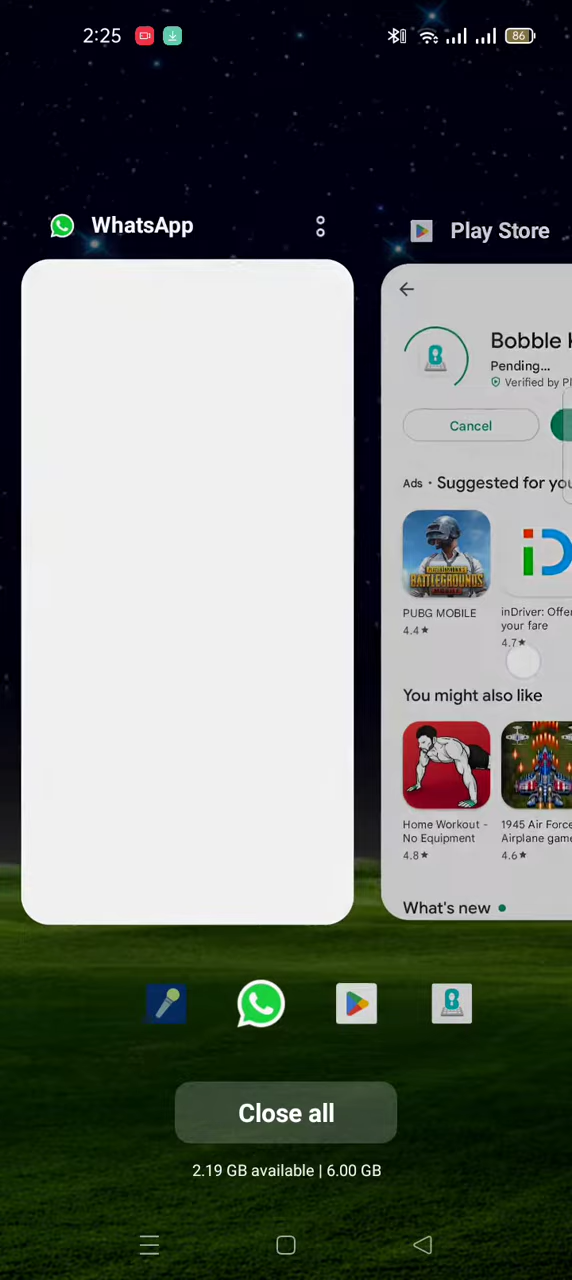 2:25
86
WhatsApp
Play Store
Bobble
Pending...
Verified by Pl
Cancel
Ads • Suggested for you
PUBG MOBILE
4.4★
inDriver: Offer
your fare
4.7★
You might also like
Home Workout -
No Equipment
4.8★
1945 Air Force
Airplane game
4.6★
What's new
Close all
2.19 GB available | 6.00 GB